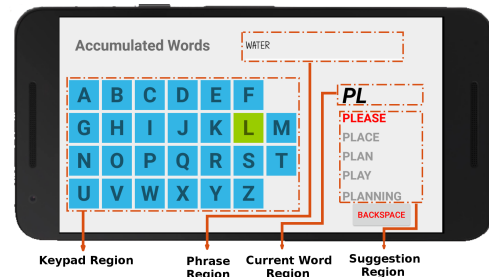 Accumulated Words
WATER
A B C D E F
G H I J K L M
N O P Q R S T
U V W X Y Z
PL
PLEASE
PLACE
PLAN
PLAY
PLANNING
BACKSPACE
Keypad Region
Phrase
Region
Current Word
Region
Suggestion
Region